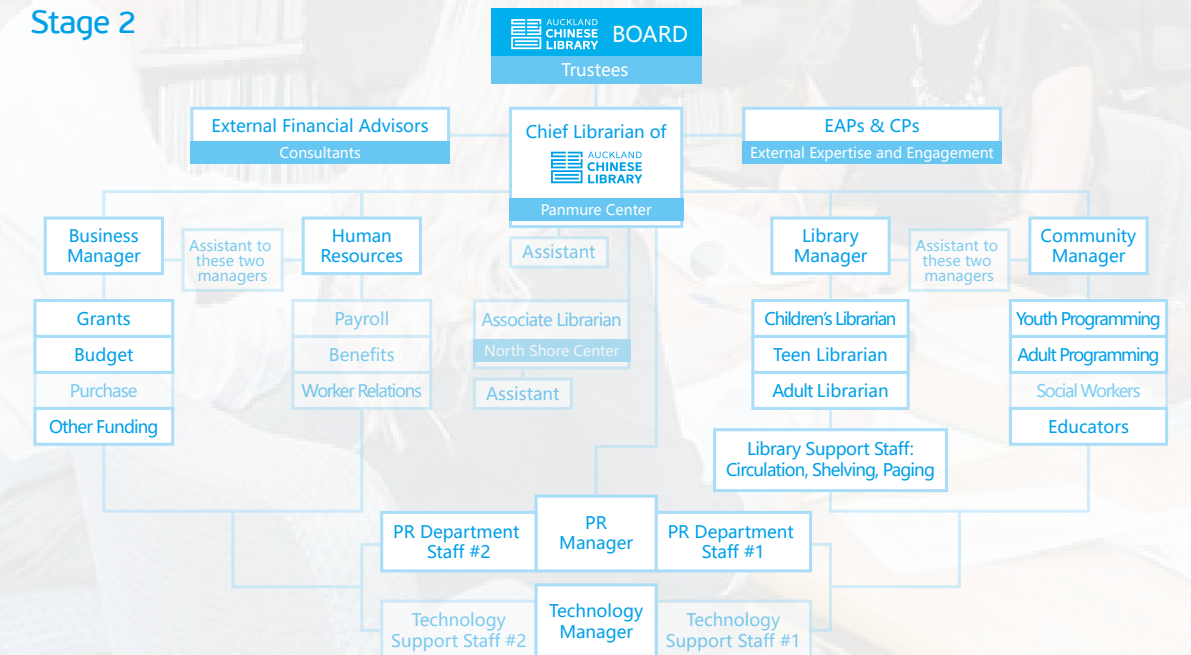 Stage 2
AUCKLAND
CHINESE
LIBRARY
BOARD
Trustees
External Financial Advisors
Consultants
Chief Librarian of
AUCKLAND
CHINESE
LIBRARY
Panmure Center
EAPs & CPs
External Expertise and Engagement
Business
Manager
Assistant to
these two
managers
Human
Resources
Assistant
Library
Manager
Assistant to
these two
managers
Community
Manager
Grants
Budget
Purchase
Other Funding
Payroll
Benefits
Worker Relations
Associate Librarian
North Shore Center
Assistant
Children's Librarian
Teen Librarian
Adult Librarian
Library Support Staff:
Circulation, Shelving, Paging
Youth Programming
Adult Programming
Social Workers
Educators
PR Department
Staff #2
PR
Manager
PR Department
Staff #1
Technology
Support Staff #2
Technology
Manager
Technology
Support Staff #1